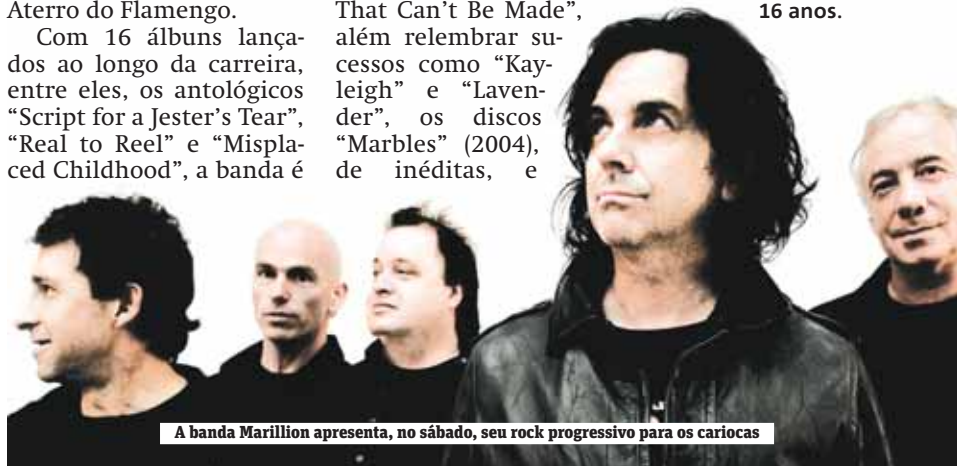 Aterro do Flamengo.
Com 16 álbuns lança-
dos ao longo da carreira,
entre eles, os antológicos
“Script for a Jester’s Tear”,
“Real to Reel” e “Mispla-
ced Childhood”, a banda é
That Can’t Be Made”,
além relembrar su-
cessos como “Kay-
leigh” e “Laven-
der”, os discos
“Marbles” (2004),
de inéditas, e
16 anos.
A banda Marillion apresenta, no sábado, seu rock progressivo para os cariocas